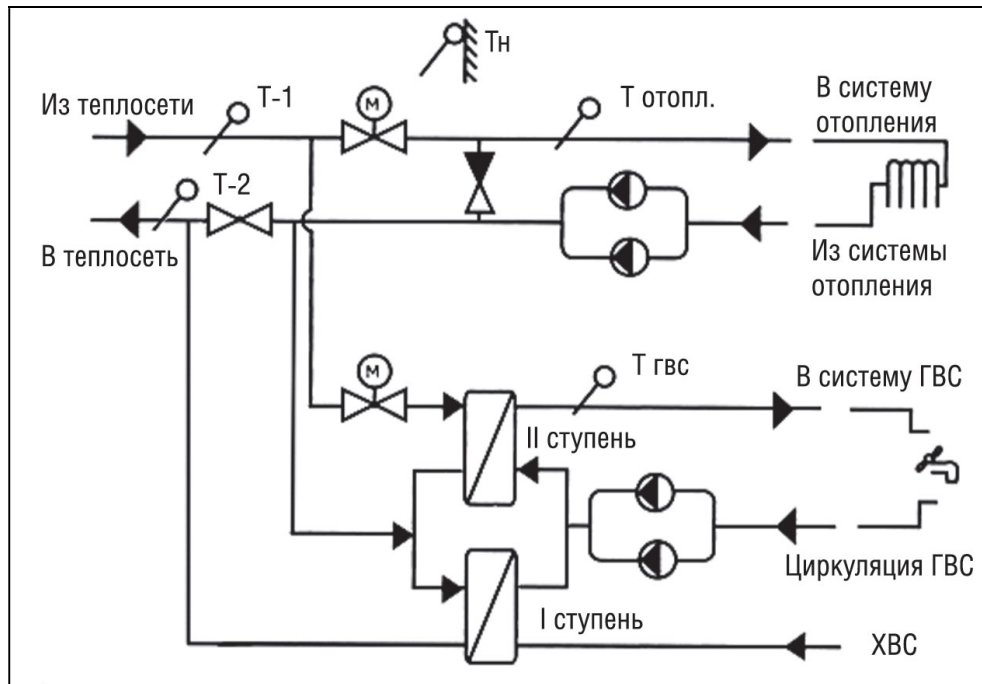 Тн
Из теплосети
Т-1
М
Т отопл.
В систему
отопления
Т-2
В теплосеть
Из системы
отопления
М
Т гвс
В систему ГВС
II ступень
Циркуляция ГВС
I ступень
ХВС